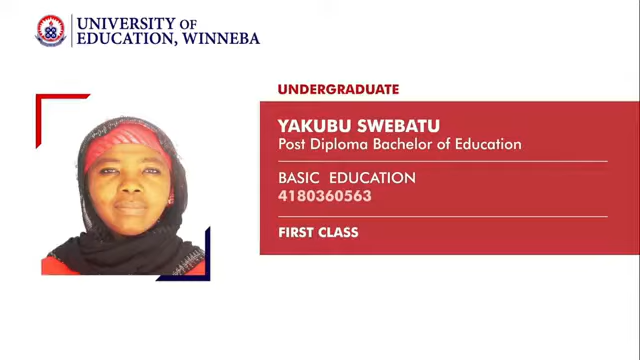 UNIVERSITY OF
EDUCATION, WINNEBA
UNDERGRADUATE
YAKUBU SWEBATU
Post Diploma Bachelor of Education
BASIC EDUCATION
4180360563
FIRST CLASS